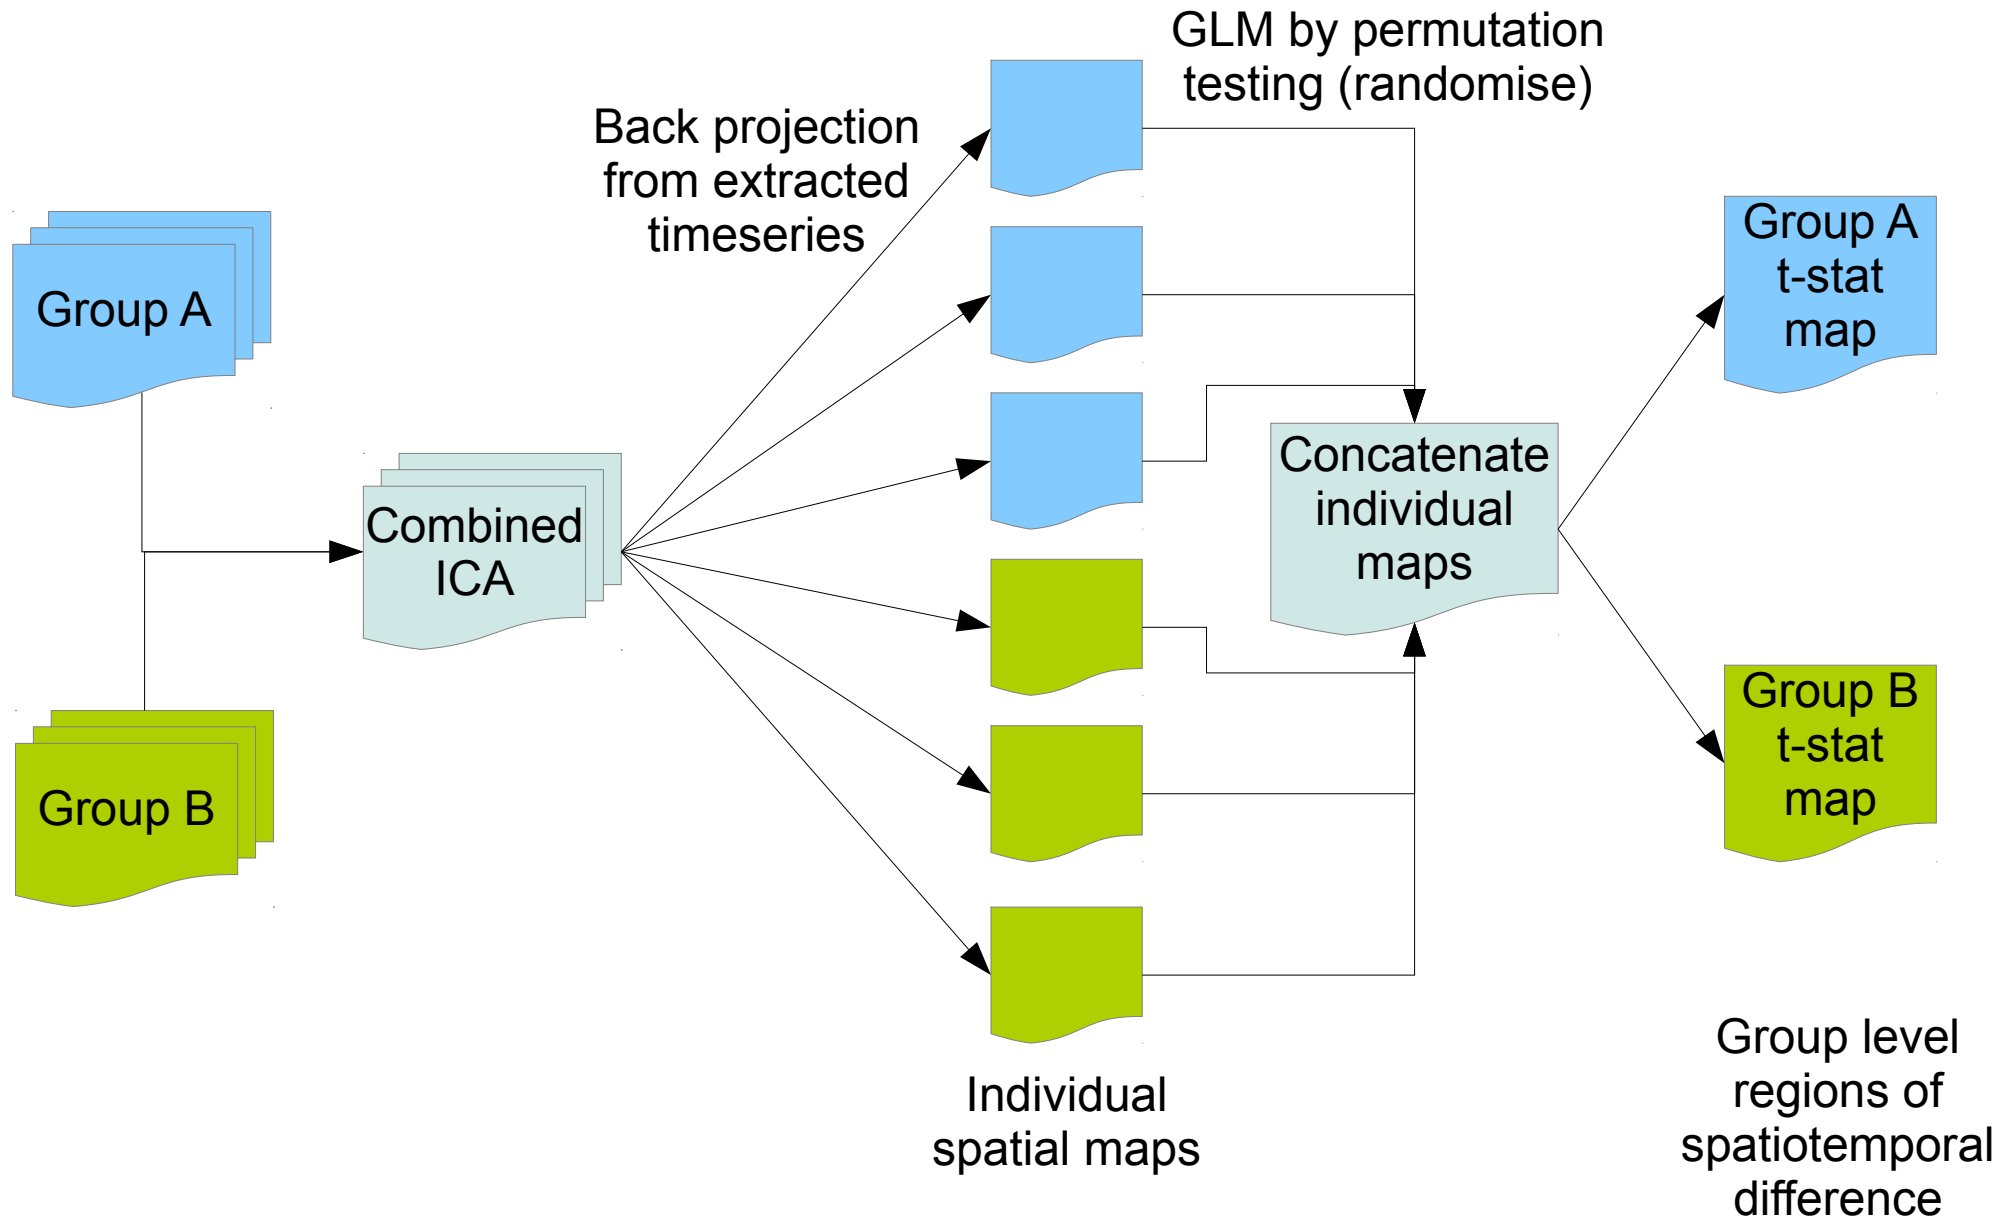 GLM by permutation
testing (randomise)
Back projection
from extracted
timeseries
Group A
Group A
t-stat
map
Combined
ICA
Concatenate
individual
maps
Group B
Group B
t-stat
map
Individual
spatial maps
Group level
regions of
spatiotemporal
difference